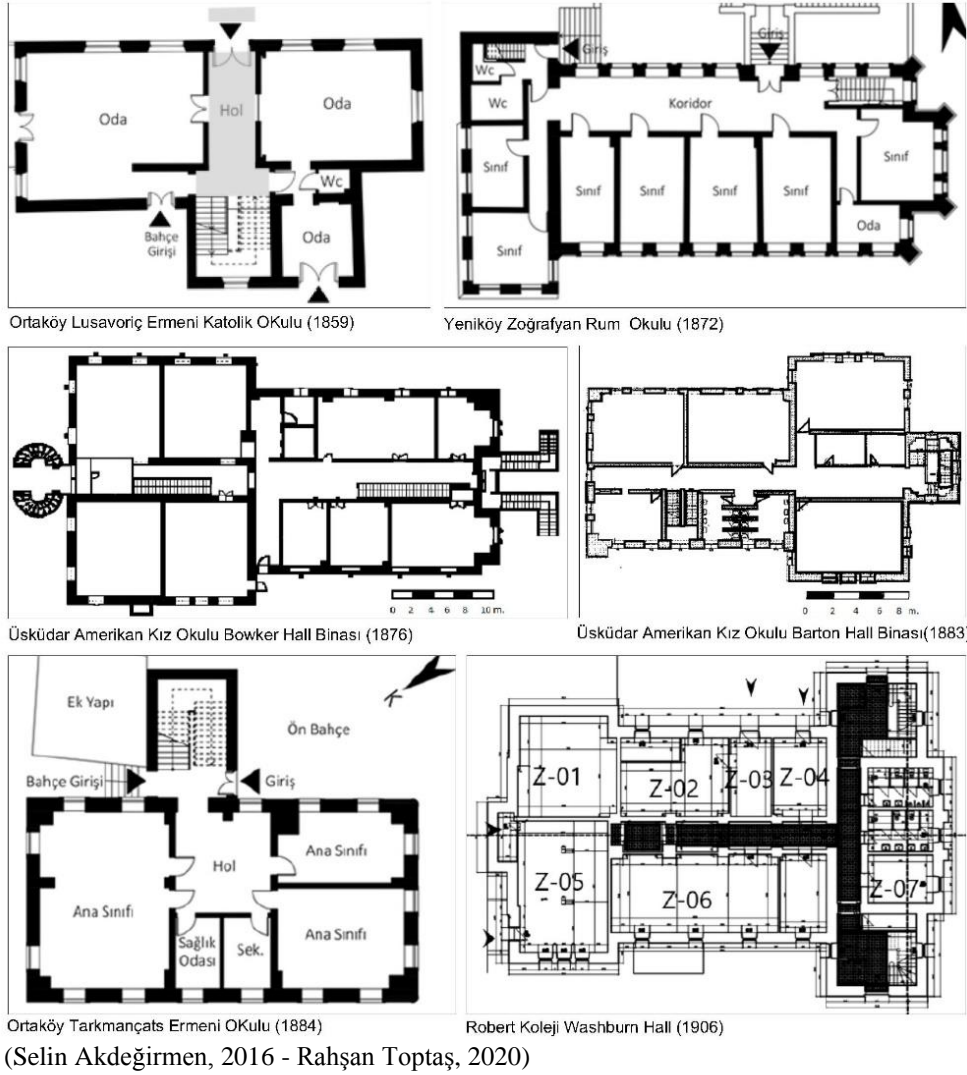 Oda
Hol
Oda
Wc
Bahçe
Girişi
Oda
Ortaköy Lusavoriç Ermeni Katolik OKulu (1859)
Giriş
Giriş
Wc
Wc
Koridor
Sınıf
Sınıf
Sınıf
Sınıf
Sınıf
Sınıf
Sınıf
Oda
Yeniköy Zoğrafyan Rum Okulu (1872)
0 2 4 6 8 10 m.
Üsküdar Amerikan Kız Okulu Bowker Hall Binası (1876)
0 2 4 6 8 m.
Üsküdar Amerikan Kız Okulu Barton Hall Binası(1883)
Ek Yapı
K
Ön Bahçe
Bahçe Girişi
Giriş
Ana Sınıfı
Hol
Ana Sınıfı
Sağlık
Odası
Sek.
Ana Sınıfı
Ortaköy Tarkmançats Ermeni OKulu (1884)
Z-01
Z-02
Z-03
Z-04
Z-05
Z-06
Z-07
Robert Koleji Washburn Hall (1906)
(Selin Akdeğirmen, 2016 - Rahşan Toptaş, 2020)